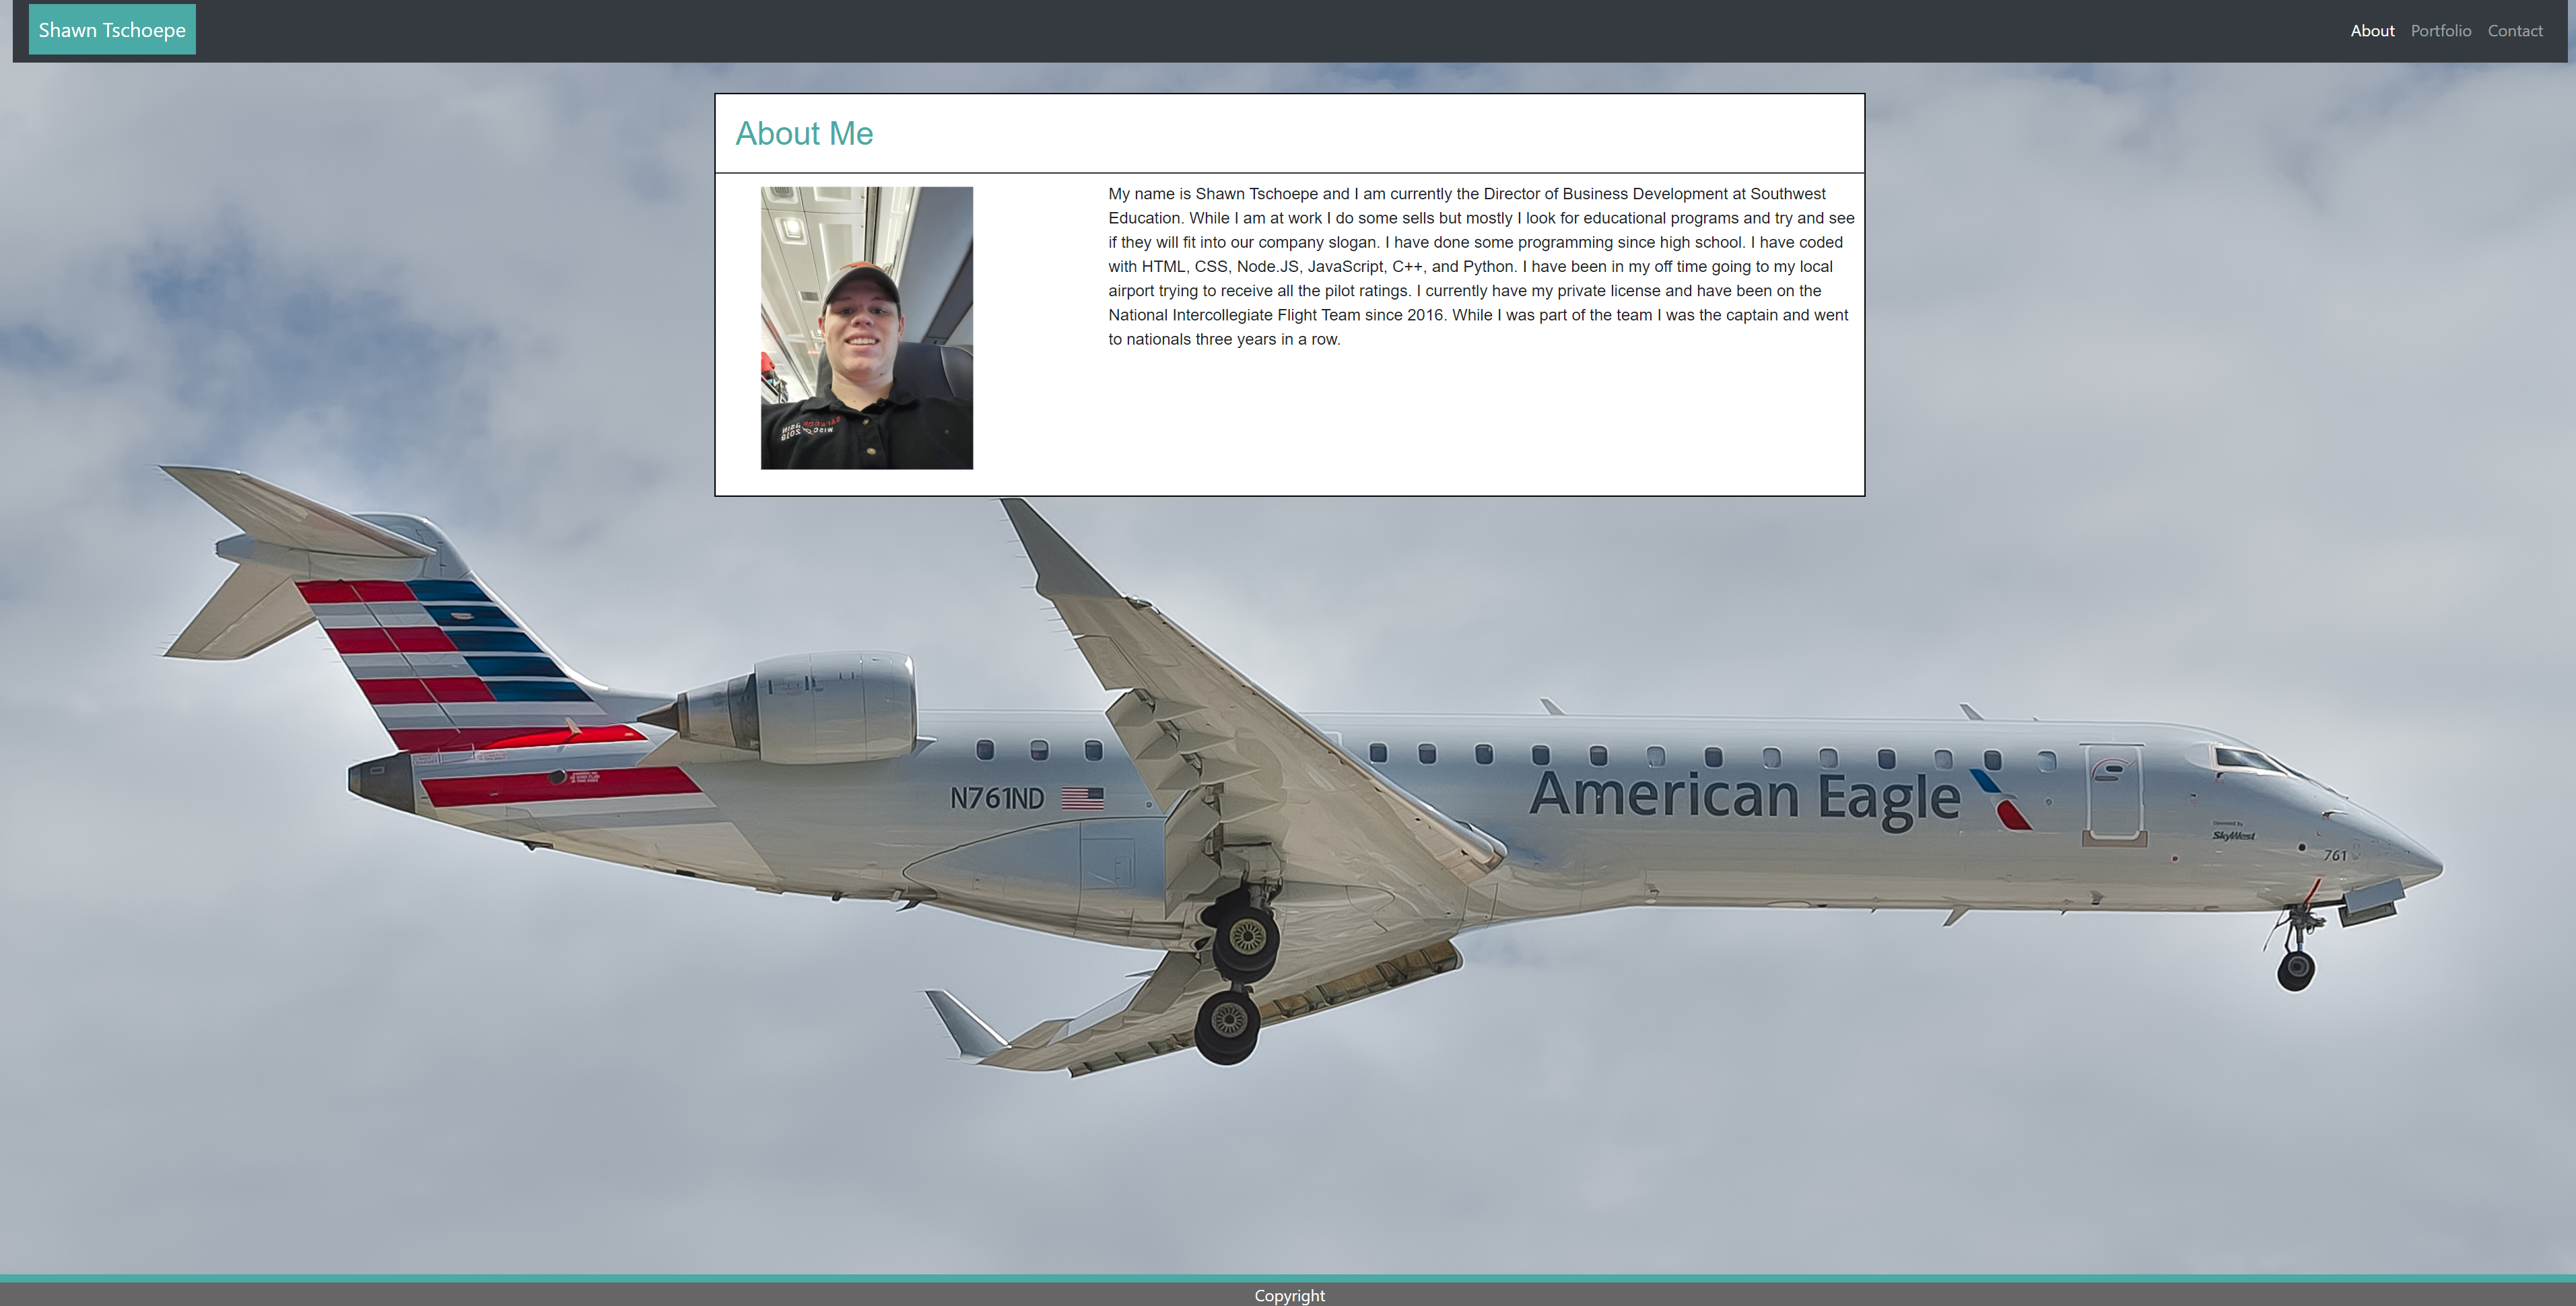 Shawn Tschoepe
About Portfolio Contact
About Me
My name is Shawn Tschoepe and I am currently the Director of Business Development at Southwest
Education. While I am at work I do some sells but mostly I look for educational programs and try and see
if they will fit into our company slogan. I have done some programming since high school. I have coded
with HTML, CSS, Node.JS, JavaScript, C++, and Python. I have been in my off time going to my local
airport trying to receive all the pilot ratings. I currently have my private license and have been on the
National Intercollegiate Flight Team since 2016. While I was part of the team I was the captain and went
to nationals three years in a row.
N761ND
American Eagle
Operated By
SkyWest
761
Copyright